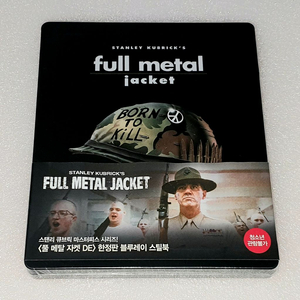 STANLEY KUBRICK'S
full metal
jacket
BORN
TO
KILL
STANLEY KUBRICK'S
FULL METAL JACKET
스탠리 큐브릭 마스터피스 시리즈!
<풀 메탈 자켓 DE> 한정판 블루레이 스틸북
청소년
관람불가